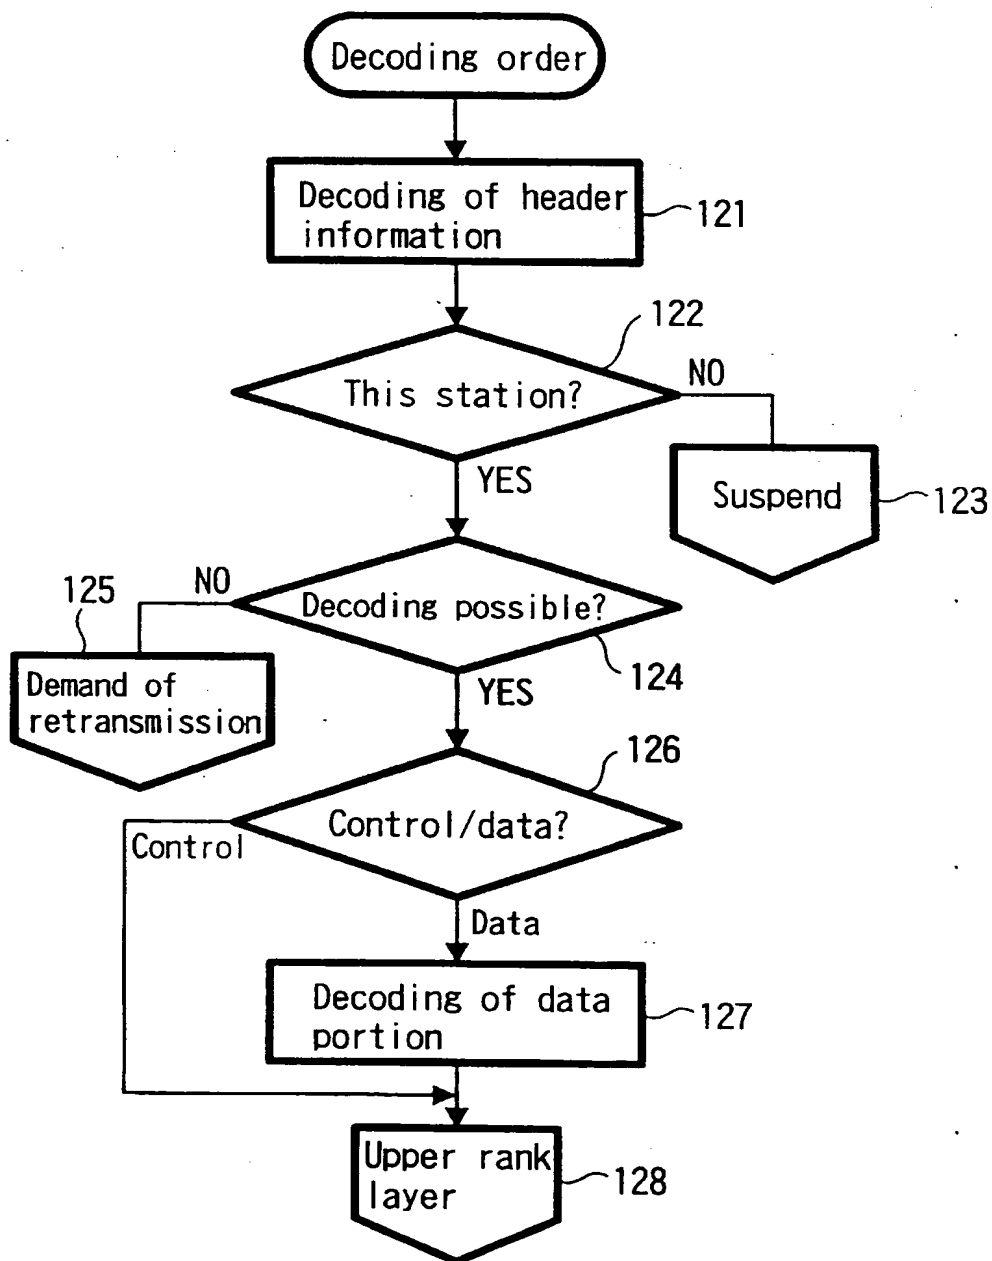 Decoding order
Decoding of header
information
121
122
This station?
NO
YES
Suspend
123
125
NO
Decoding possible?
124
Demand of
retransmission
YES
126
Control/data?
Control
Data
Decoding of data
portion
127
Upper rank
layer
128